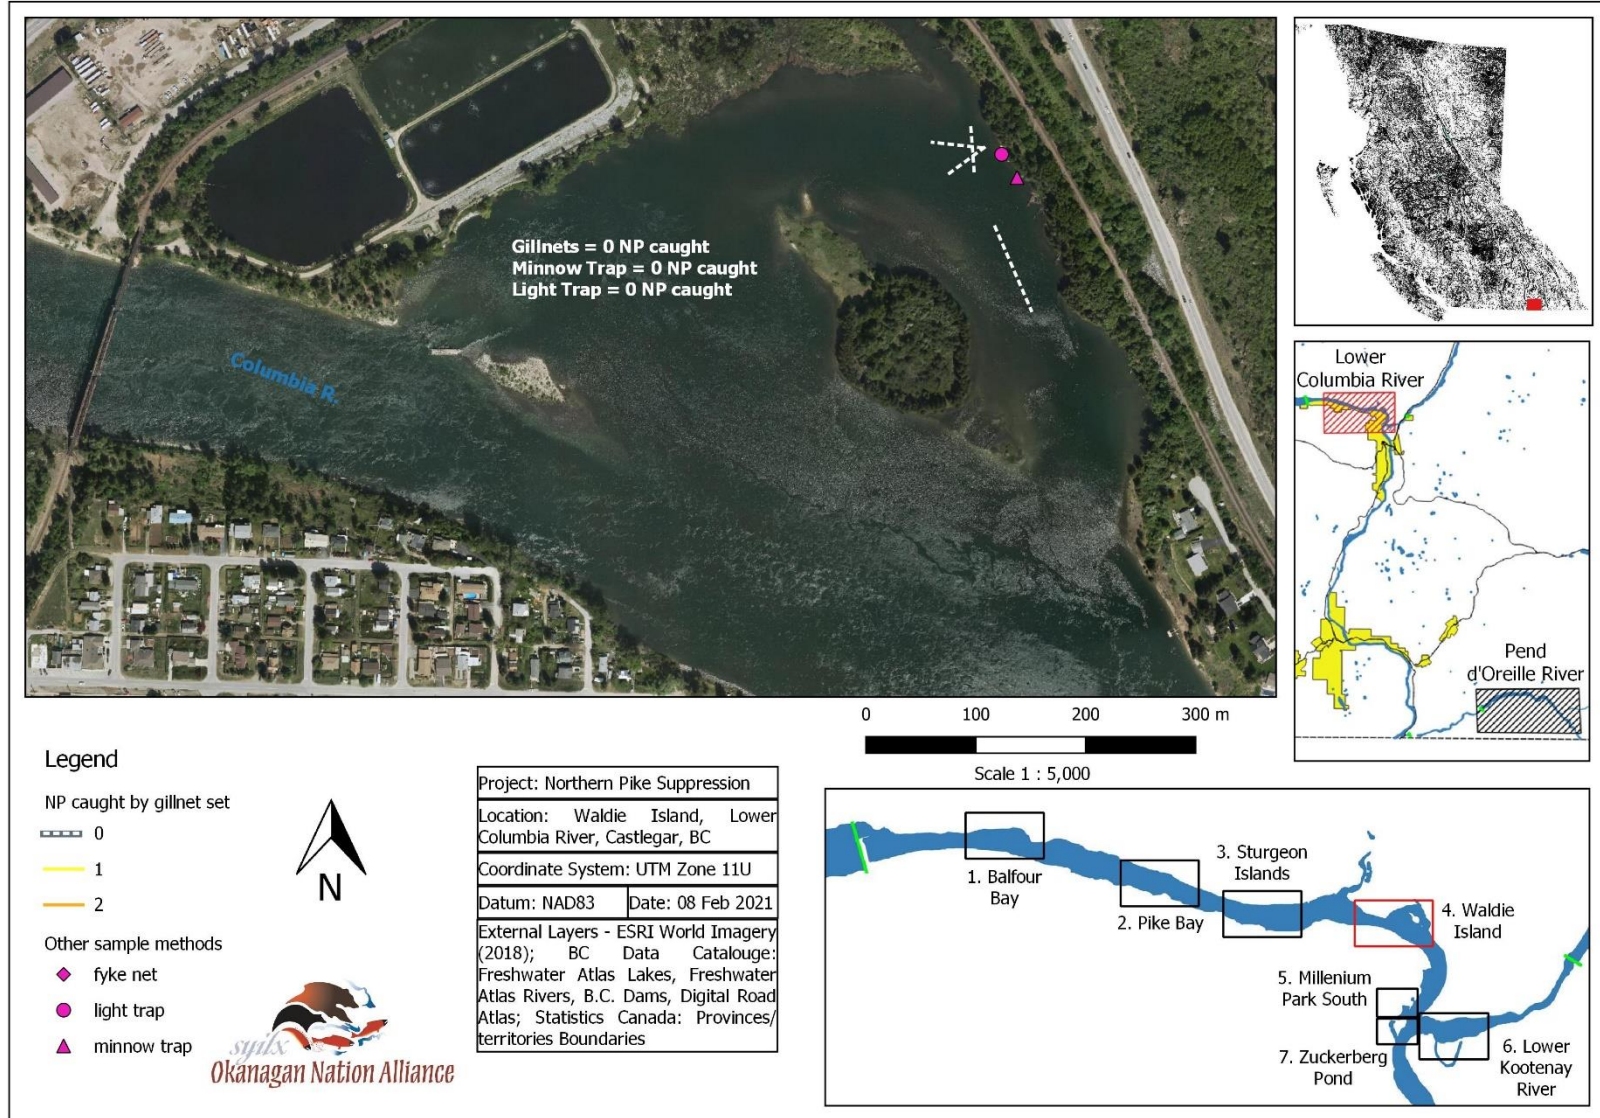 Gillnets = 0 NP caught
Minnow Trap = 0 NP caught
Light Trap = 0 NP caught
Columbia R.
Lower
Columbia River
Pend
d'Oreille River
0 100 200 300 m
Scale 1 : 5,000
Legend
NP caught by gillnet set
0
1
2
Other sample methods
fyke net
light trap
minnow trap
N
syilx
Okanagan Nation Alliance
Project: Northern Pike Suppression
Location: Waldie Island, Lower
Columbia River, Castlegar, BC
Coordinate System: UTM Zone 11U
Datum: NAD83 Date: 08 Feb 2021
External Layers - ESRI World Imagery
(2018); BC Data Catalouge:
Freshwater Atlas Lakes, Freshwater
Atlas Rivers, B.C. Dams, Digital Road
Atlas; Statistics Canada: Provinces/
territories Boundaries
1. Balfour
Bay
2. Pike Bay
3. Sturgeon
Islands
4. Waldie
Island
5. Millenium
Park South
6. Lower
Kootenay
River
7. Zuckerberg
Pond